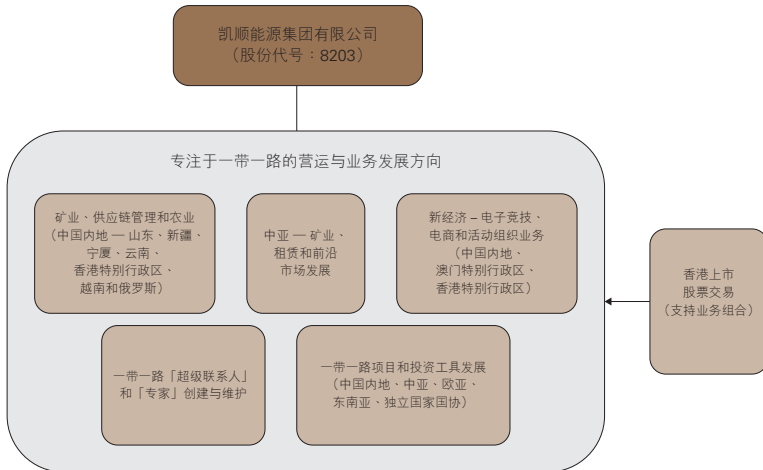 凯顺能源集团有限公司
（股份代号：8203）
专注于一带一路的营运与业务发展方向
矿业、供应链管理和农业
（中国内地 — 山东、新疆、
宁厦、云南、
香港特别行政区、
越南和俄罗斯）
中亚 — 矿业、
租赁和前沿
市场发展
新经济 – 电子竞技、
电商和活动组织业务
（中国内地、
澳门特别行政区、
香港特别行政区）
香港上市
股票交易
（支持业务组合）
一带一路「超级联系人」
和「专家」创建与维护
一带一路项目和投资工具发展
（中国内地、中亚、欧亚、
东南亚、独立国家国协）